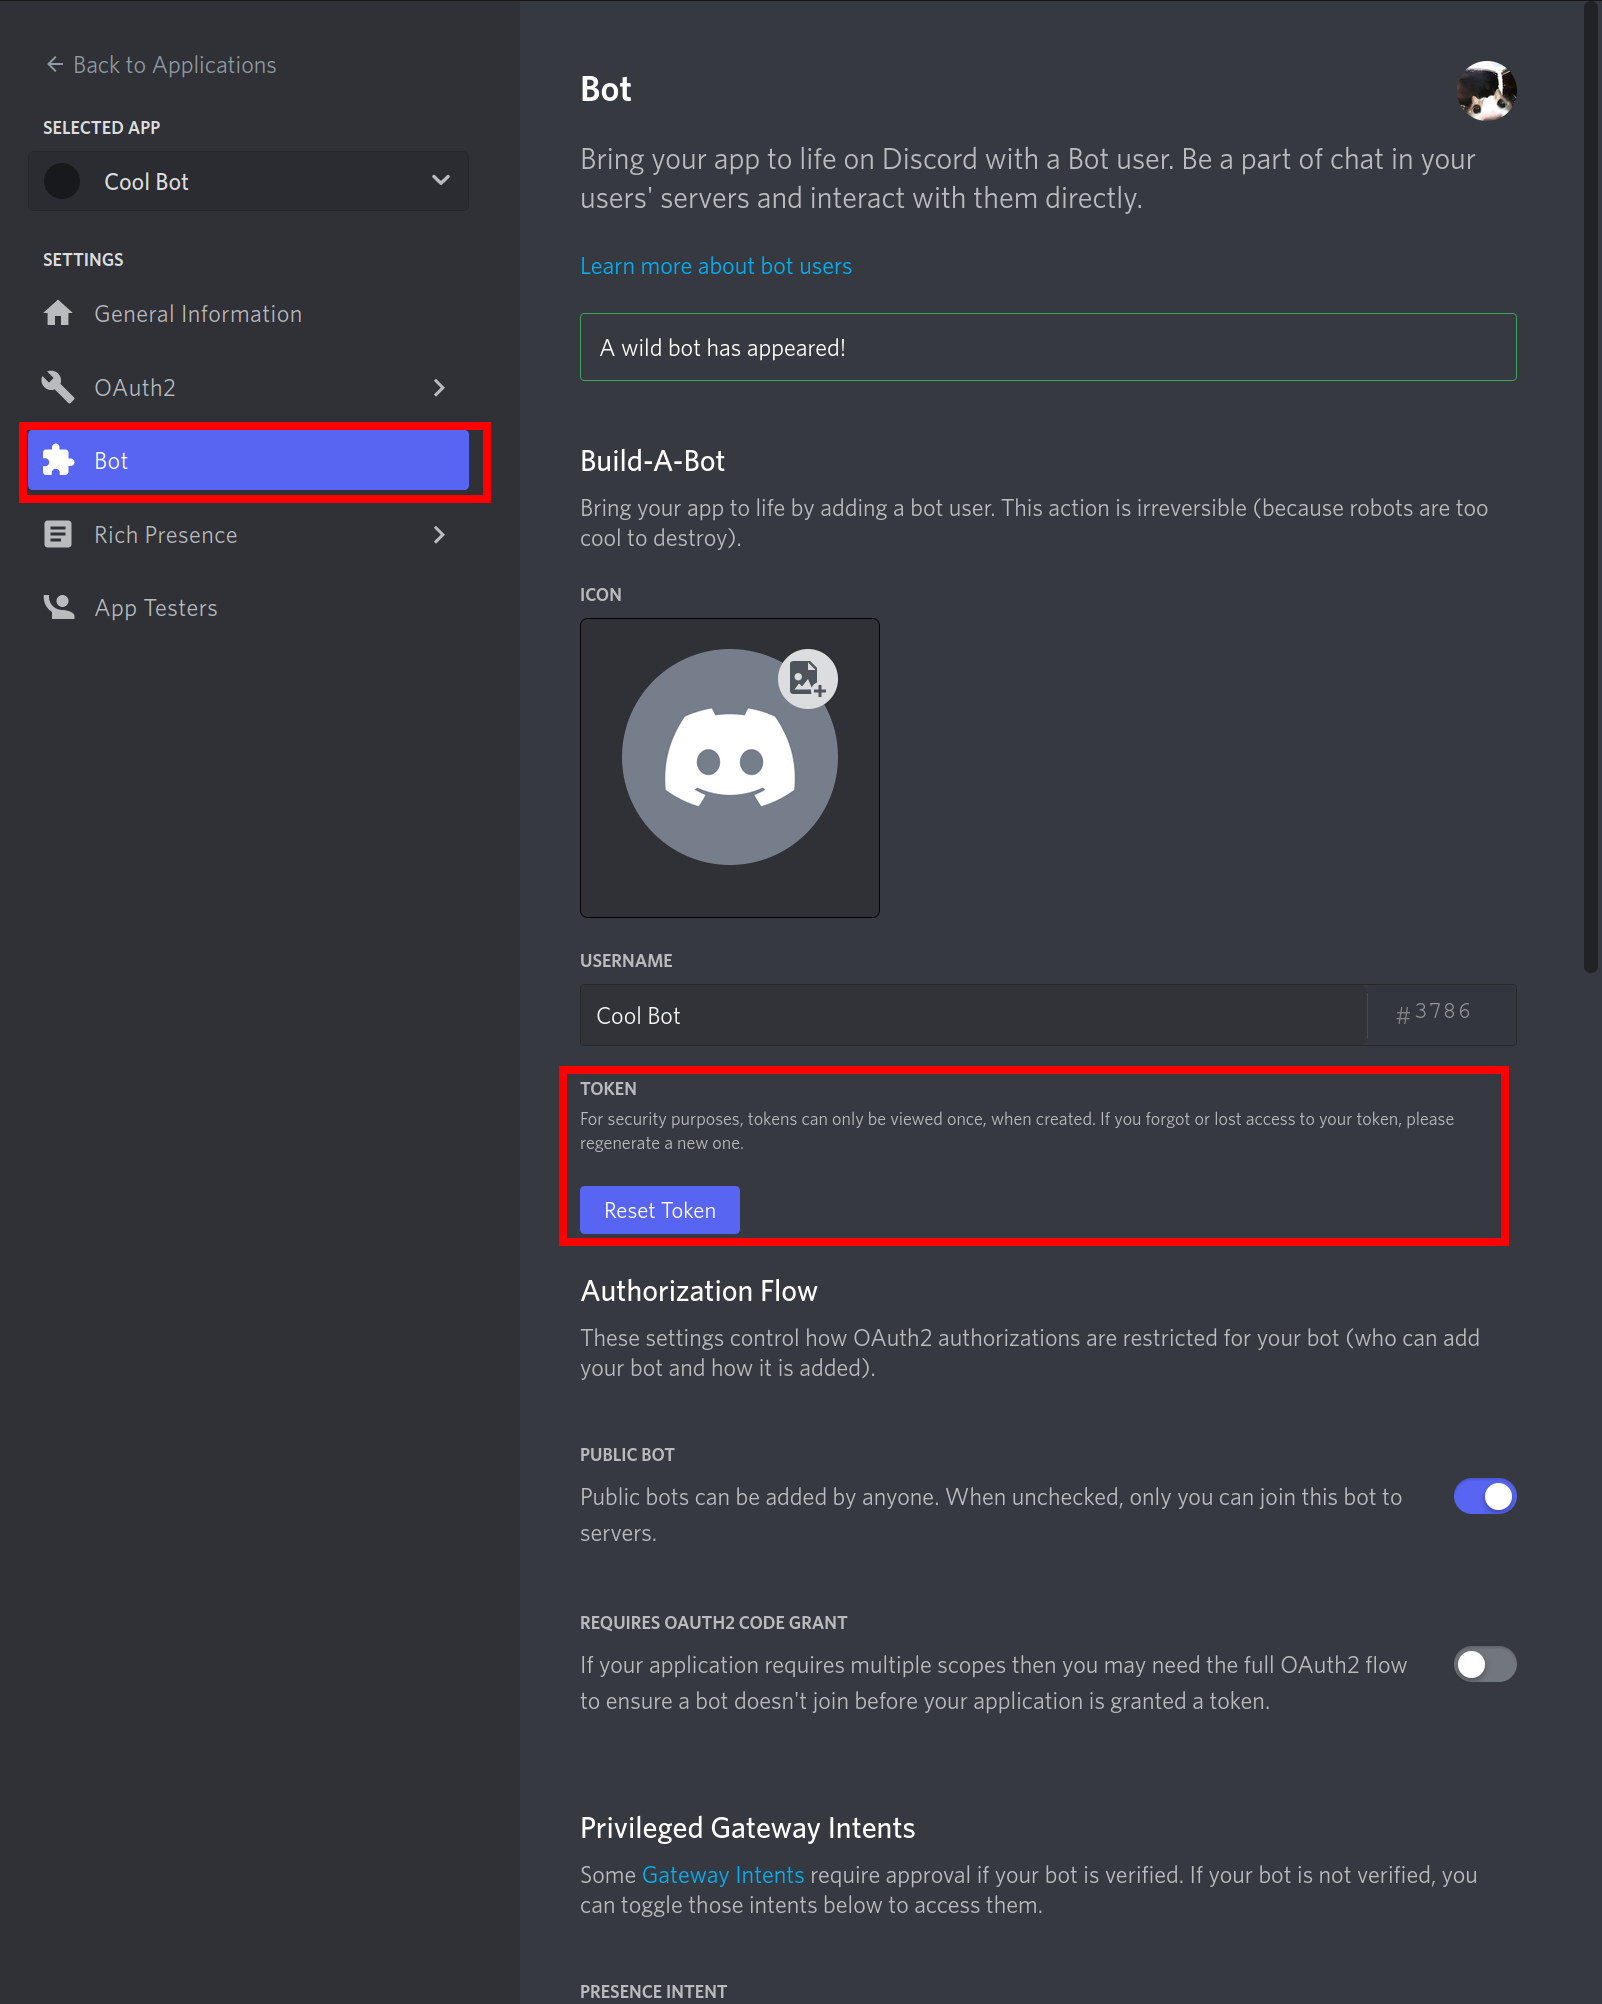 Back to Applications
SELECTED APP
Cool Bot
SETTINGS
General Information
OAuth2
Bot
Rich Presence
App Testers
Bot
Bring your app to life on Discord with a Bot user. Be a part of chat in your
users' servers and interact with them directly.
Learn more about bot users
A wild bot has appeared!
Build-A-Bot
Bring your app to life by adding a bot user. This action is irreversible (because robots are too
cool to destroy).
ICON
USERNAME
Cool Bot #3786
TOKEN
For security purposes, tokens can only be viewed once, when created. If you forgot or lost access to your token, please
regenerate a new one.
Reset Token
Authorization Flow
These settings control how OAuth2 authorizations are restricted for your bot (who can add
your bot and how it is added).
PUBLIC BOT
Public bots can be added by anyone. When unchecked, only you can join this bot to
servers.
REQUIRES OAUTH2 CODE GRANT
If your application requires multiple scopes then you may need the full OAuth2 flow
to ensure a bot doesn't join before your application is granted a token.
Privileged Gateway Intents
Some Gateway Intents require approval if your bot is verified. If your bot is not verified, you
can toggle those intents below to access them.
PRESENCE INTENT